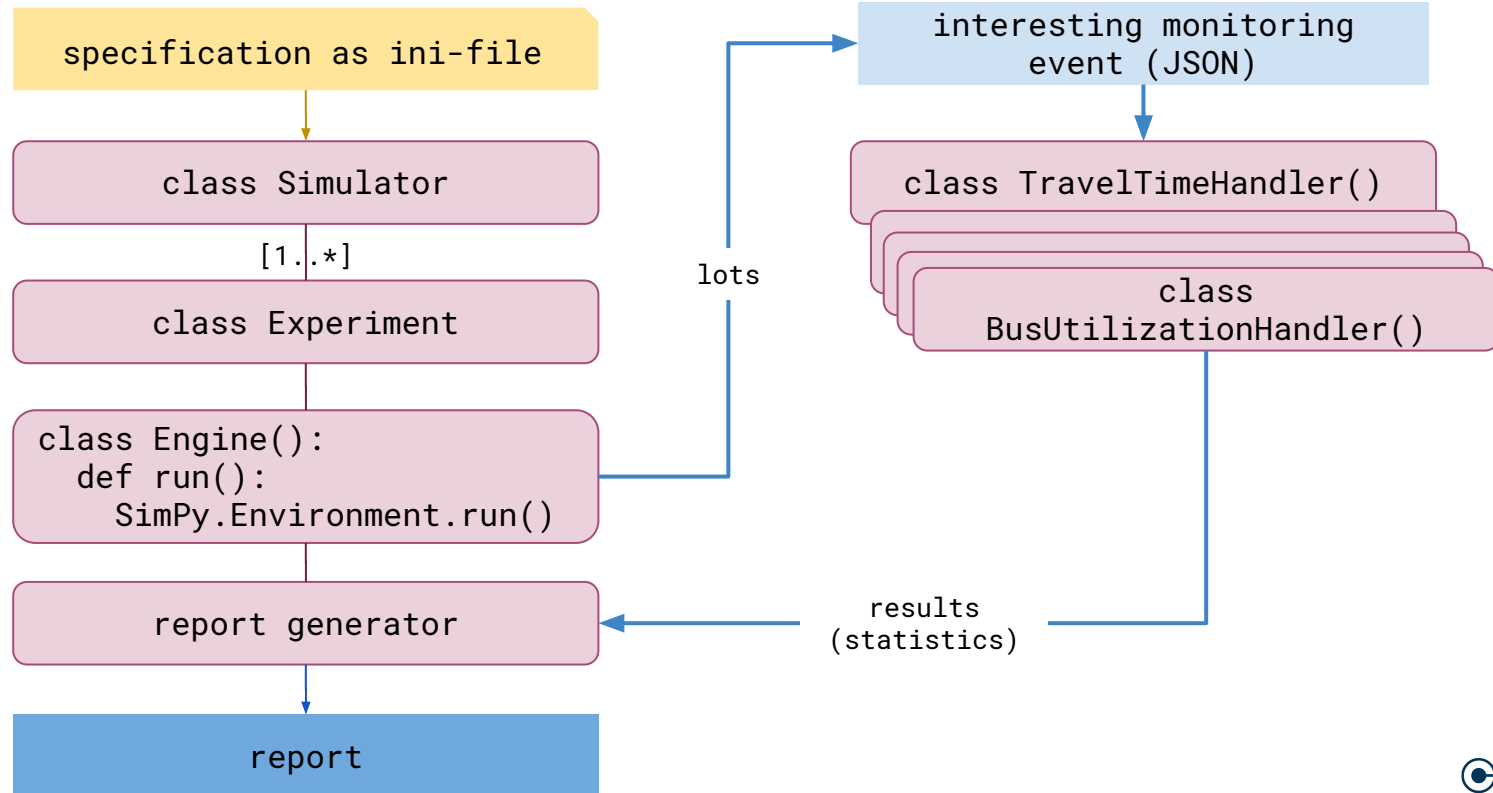 specification as ini-file
class Simulator
[1..*]
class Experiment
class Engine():
  def run():
    SimPy.Environment.run()
report generator
report
lots
interesting monitoring
event (JSON)
class TravelTimeHandler()
class
BusUtilizationHandler()
results
(statistics)